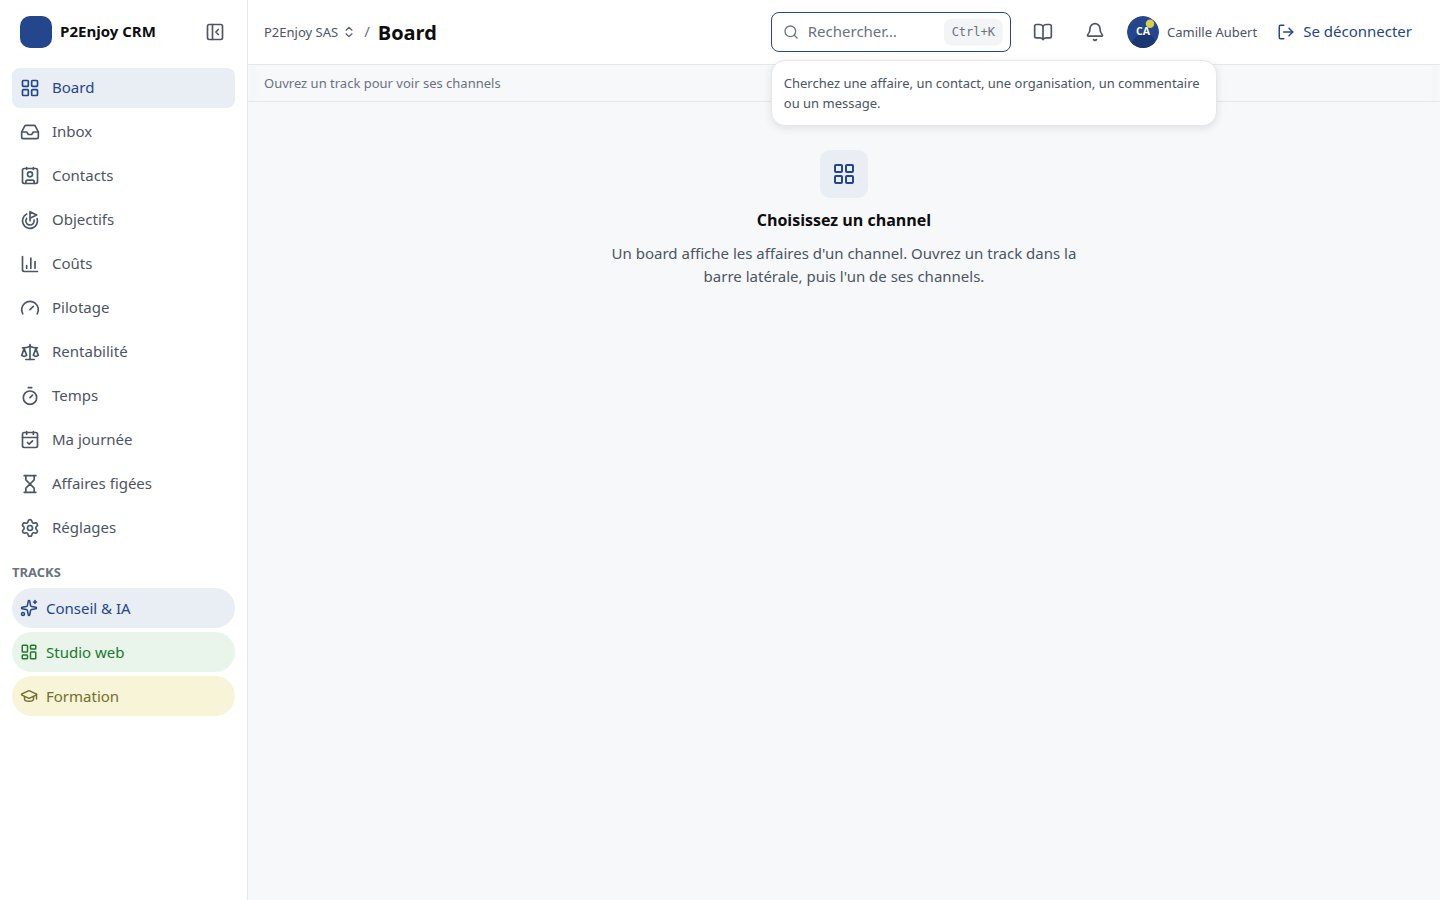 P2Enjoy CRM
P2Enjoy SAS / Board
Rechercher... Ctrl+K
CA Camille Aubert
Se déconnecter
Board
Inbox
Contacts
Objectifs
Coûts
Pilotage
Rentabilité
Temps
Ma journée
Affaires figées
Réglages
TRACKS
Conseil & IA
Studio web
Formation
Ouvrez un track pour voir ses channels
Cherchez une affaire, un contact, une organisation, un commentaire
ou un message.
Choisissez un channel
Un board affiche les affaires d'un channel. Ouvrez un track dans la
barre latérale, puis l'un de ses channels.